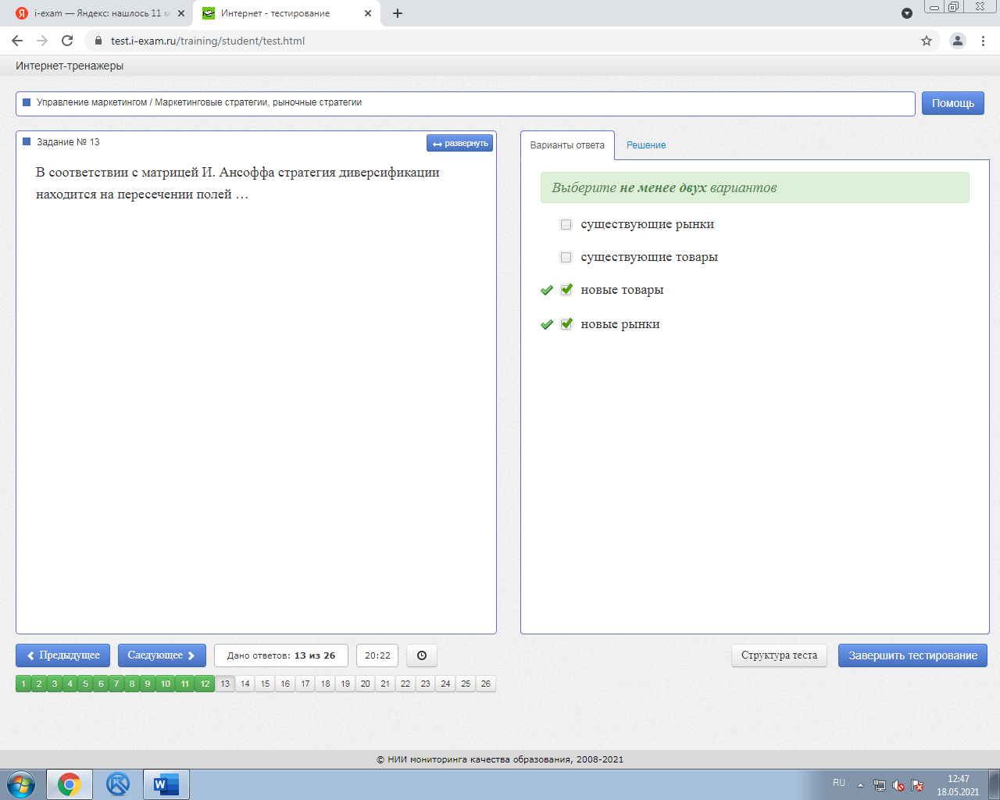 i-exam — Яндекс: нашлось 11 м
Интернет - тестирование
test.i-exam.ru/training/student/test.html
Интернет-тренажеры
Управление маркетингом / Маркетинговые стратегии, рыночные стратегии
Помощь
Задание № 13
развернуть
В соответствии с матрицей И. Ансоффа стратегия диверсификации
находится на пересечении полей …
Варианты ответа
Решение
Выберите не менее двух вариантов
существующие рынки
существующие товары
новые товары
новые рынки
Предыдущее
Следующее
Дано ответов: 13 из 26
20:22
Структура теста
Завершить тестирование
1 2 3 4 5 6 7 8 9 10 11 12 13 14 15 16 17 18 19 20 21 22 23 24 25 26
© НИИ мониторинга качества образования, 2008-2021
RU
12:47
18.05.2021